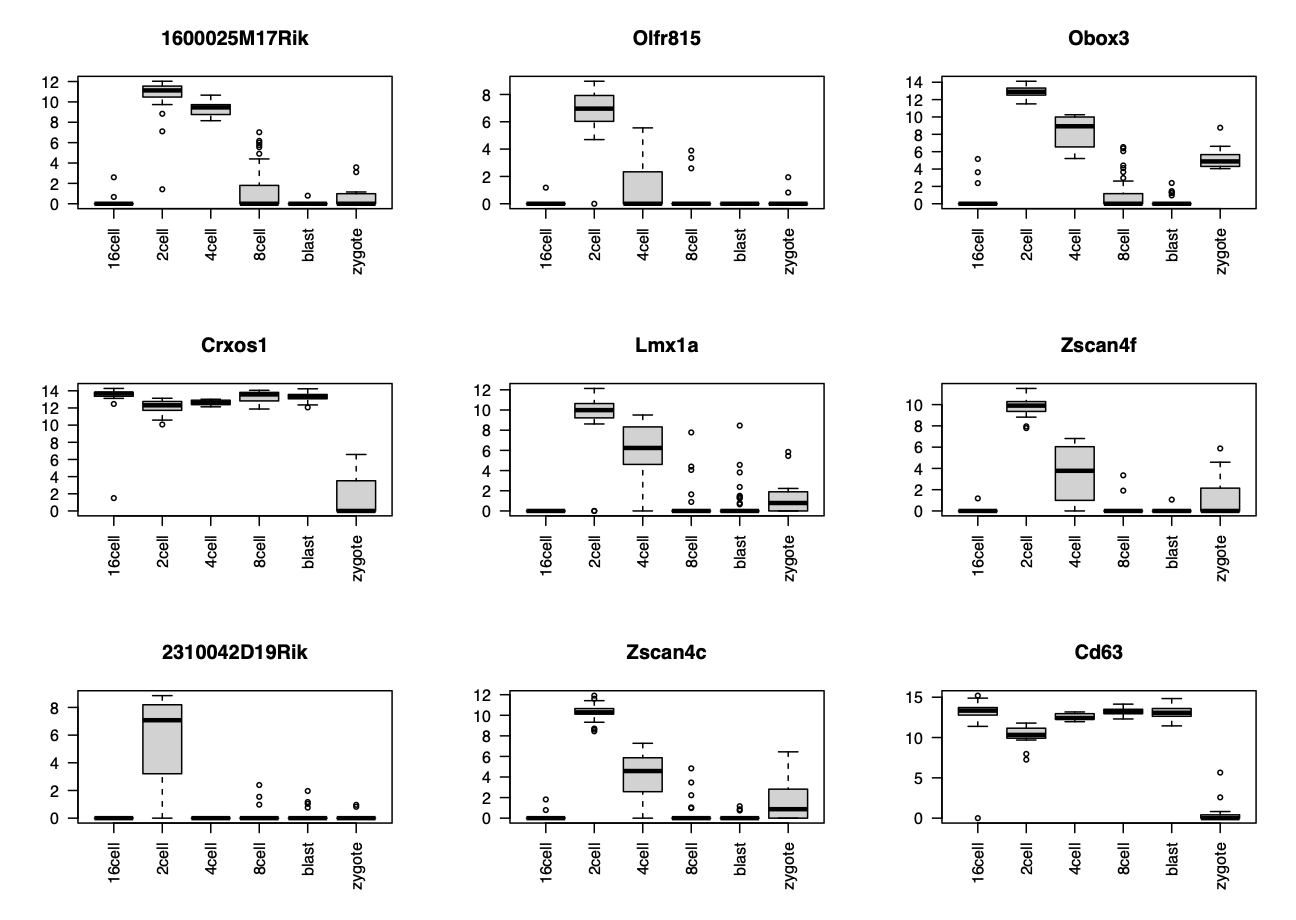 1600025M17Rik
12
10
8
6
4
2
0
16cell
2cell
4cell
8cell
blast
zygote
Olfr815
8
6
4
2
0
16cell
2cell
4cell
8cell
blast
zygote
Obox3
14
12
10
8
6
4
2
0
16cell
2cell
4cell
8cell
blast
zygote
Crxos1
14
12
10
8
6
4
2
0
16cell
2cell
4cell
8cell
blast
zygote
Lmx1a
12
10
8
6
4
2
0
16cell
2cell
4cell
8cell
blast
zygote
Zscan4f
10
8
6
4
2
0
16cell
2cell
4cell
8cell
blast
zygote
2310042D19Rik
8
6
4
2
0
16cell
2cell
4cell
8cell
blast
zygote
Zscan4c
12
10
8
6
4
2
0
16cell
2cell
4cell
8cell
blast
zygote
Cd63
15
10
5
0
16cell
2cell
4cell
8cell
blast
zygote